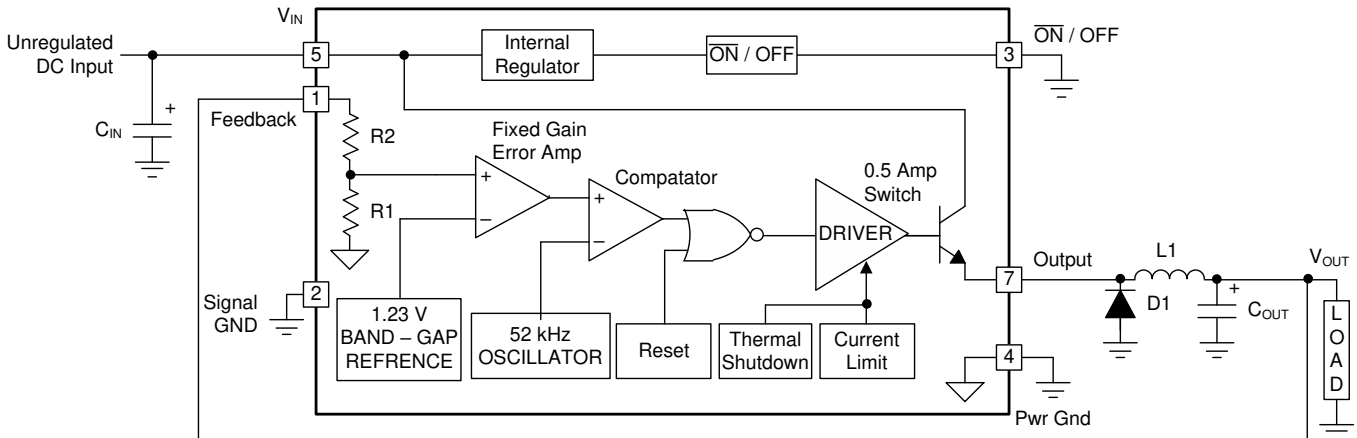 V_IN
Unregulated
DC Input
5
Internal
Regulator
ON / OFF
3
ON / OFF
1
Feedback
+
C_IN
R2
Fixed Gain
Error Amp
+
−
Compatator
+
−
0.5 Amp
Switch
R1
DRIVER
7
Output
L1
V_OUT
D1
+
C_OUT
LOAD
Signal
GND
2
1.23 V
BAND – GAP
REFRENCE
52 kHz
OSCILLATOR
Reset
Thermal
Shutdown
Current
Limit
4
Pwr Gnd